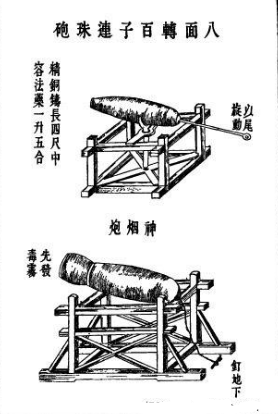 八面轉百子連珠砲
以尾
旋動
精銅鑄長四尺中
容法藥一升五合
神烟炮
先發
毒霧
釘地下